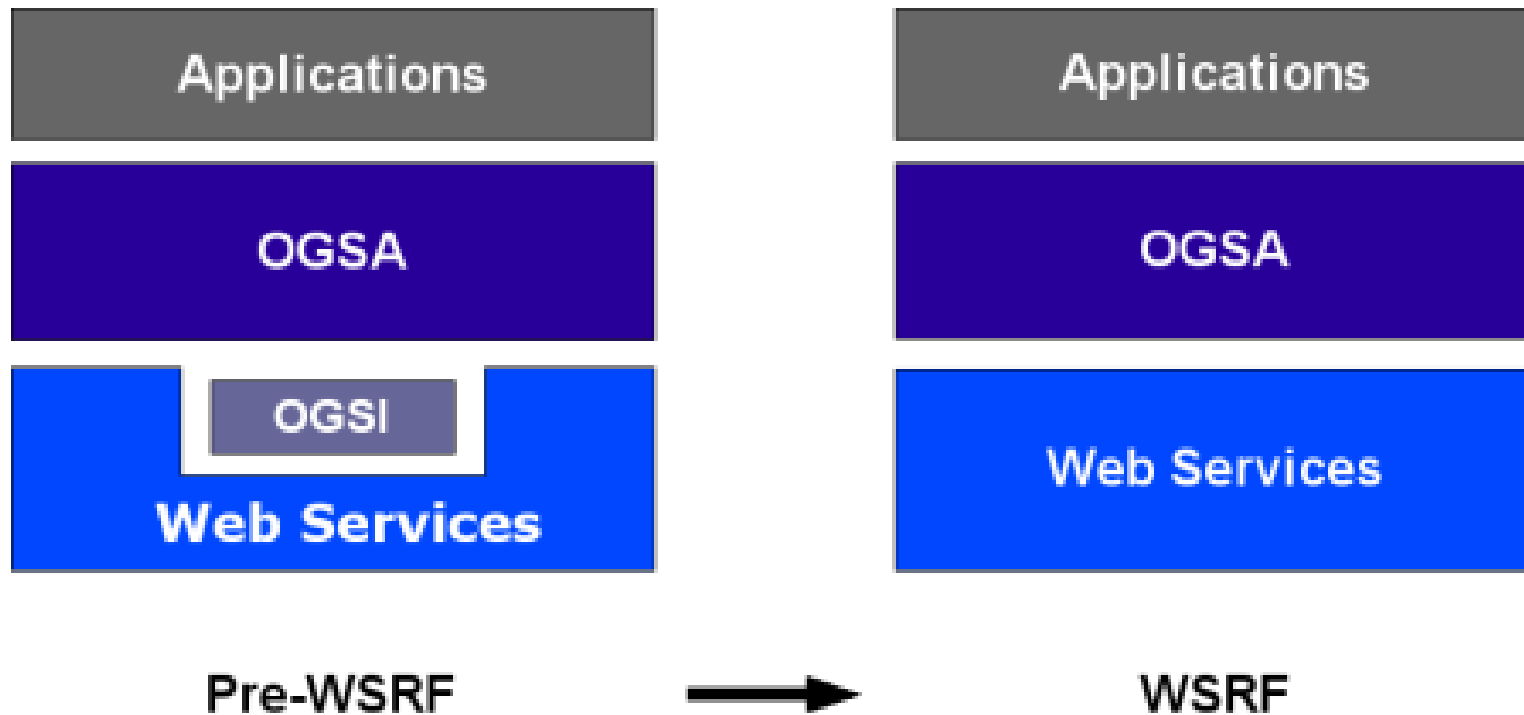 Applications
OGSA
OGSI
Web Services
Pre-WSRF
Applications
OGSA
Web Services
WSRF